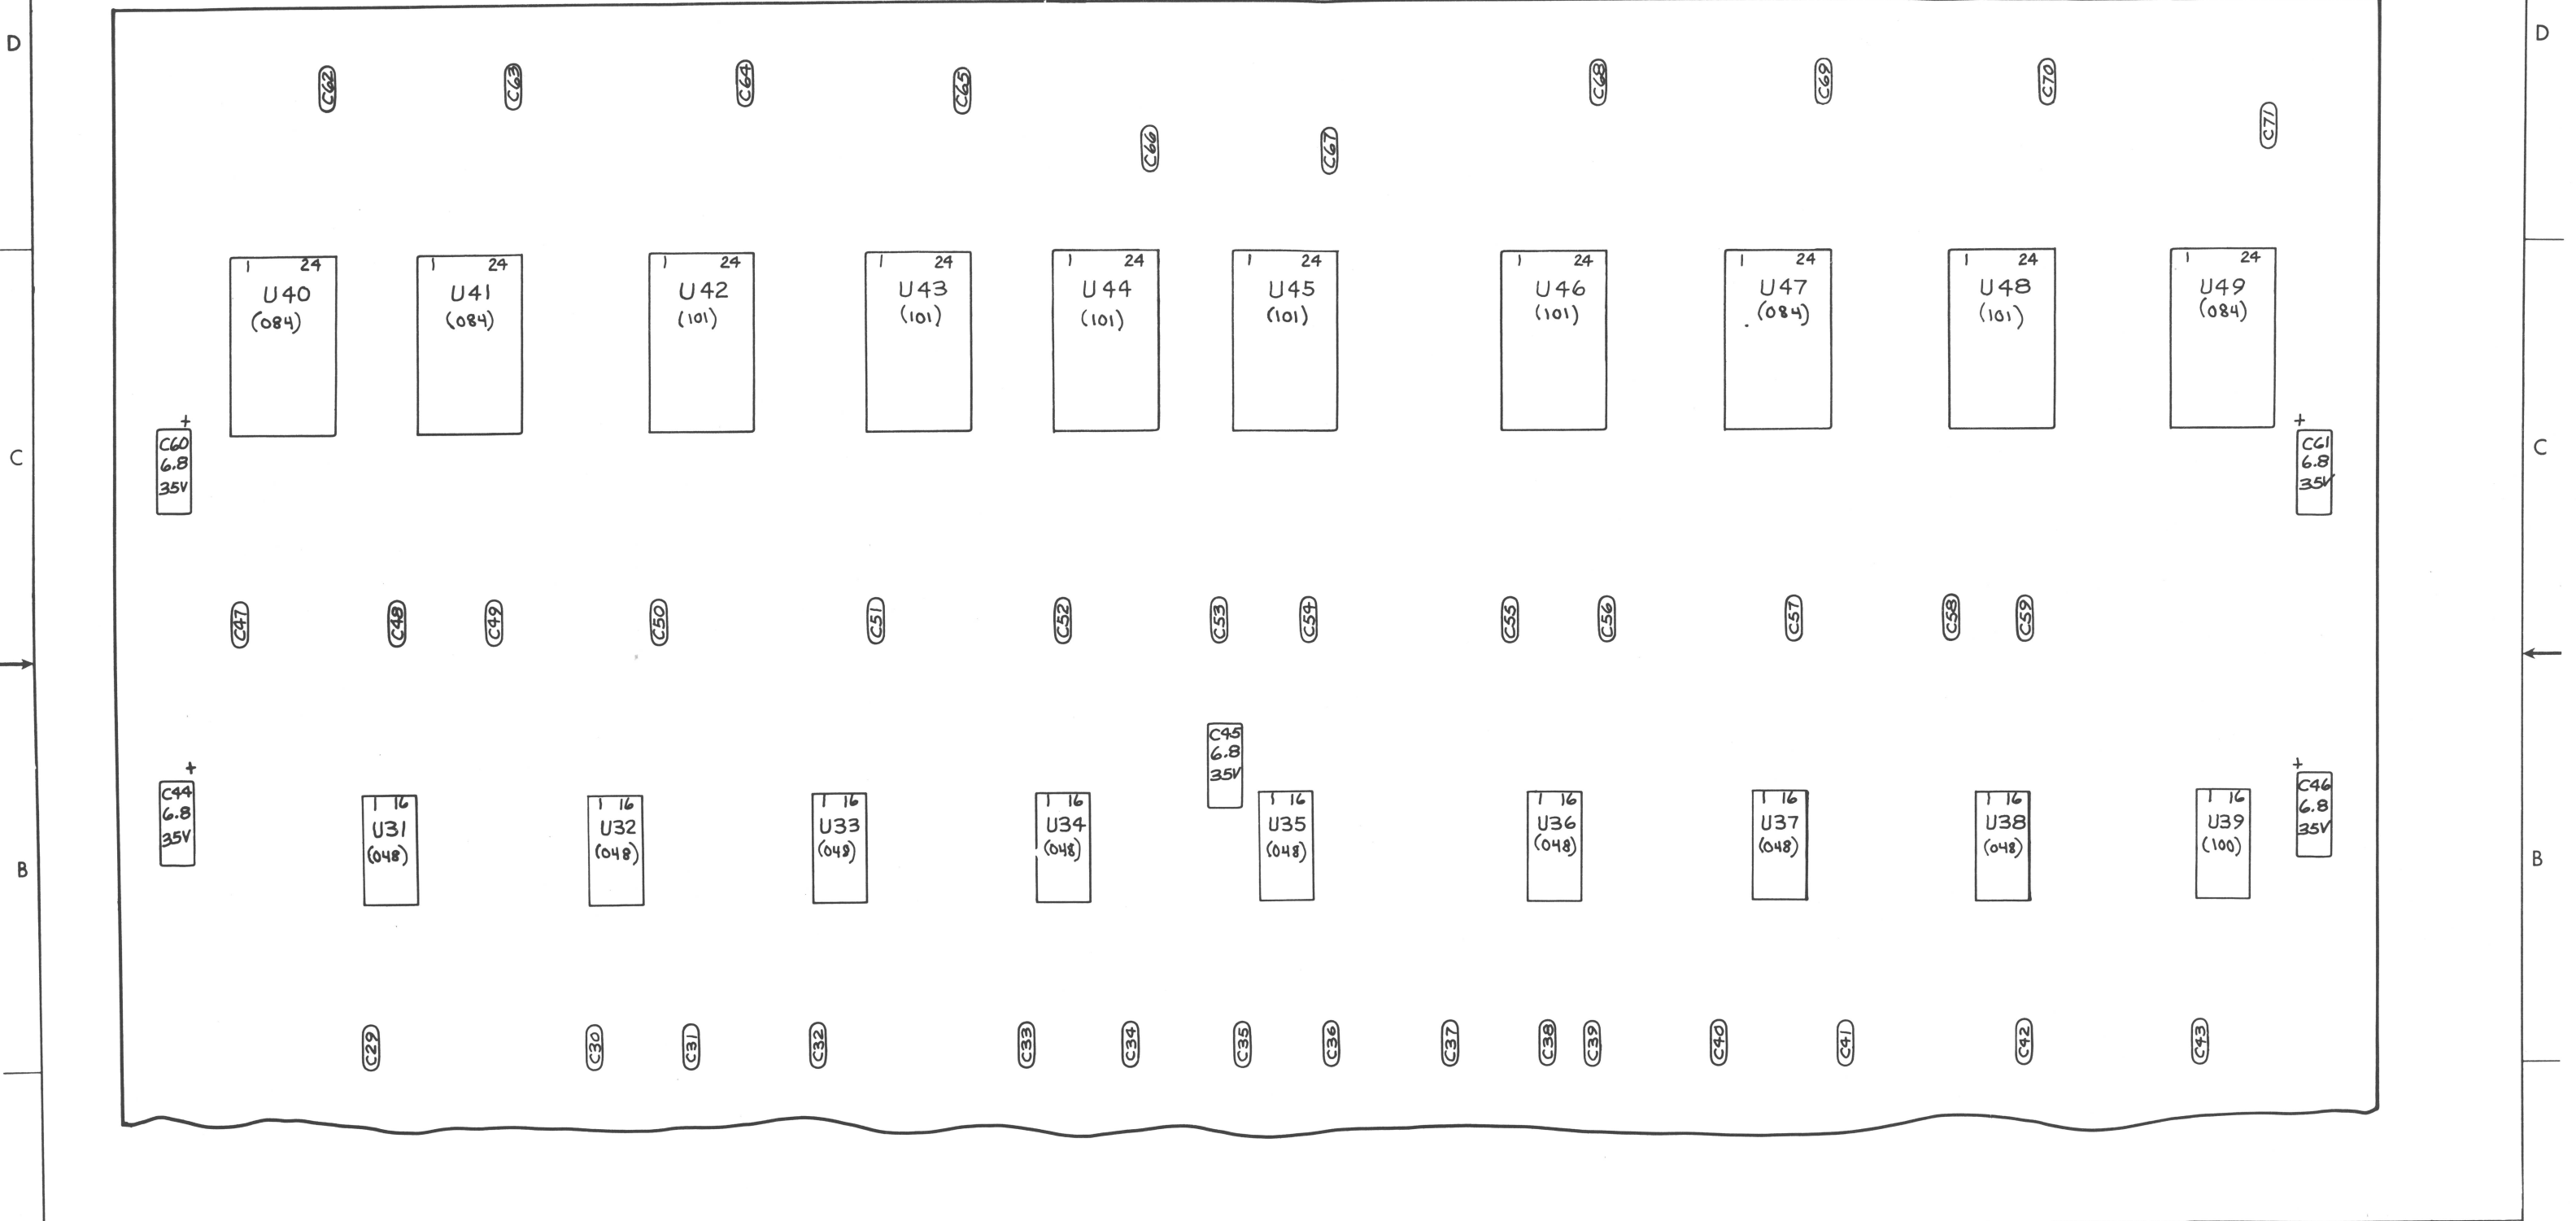 D
D
C62
C63
C64
C65
C66
C67
C68
C69
C70
C71
1 24
U40
(084)
1 24
U41
(084)
1 24
U42
(101)
1 24
U43
(101)
1 24
U44
(101)
1 24
U45
(101)
1 24
U46
(101)
1 24
U47
(084)
1 24
U48
(101)
1 24
U49
(084)
C
+
C60
6.8
35V
+
C61
6.8
35V
C
C47
C48
C49
C50
C51
C52
C53
C54
C55
C56
C57
C58
C59
B
+
C44
6.8
35V
1 16
U31
(048)
1 16
U32
(048)
1 16
U33
(048)
1 16
U34
(048)
C45
6.8
35V
1 16
U35
(048)
1 16
U36
(048)
1 16
U37
(048)
1 16
U38
(048)
1 16
U39
(100)
+
C46
6.8
35V
B
C29
C30
C31
C32
C33
C34
C35
C36
C37
C38
C39
C40
C41
C42
C43